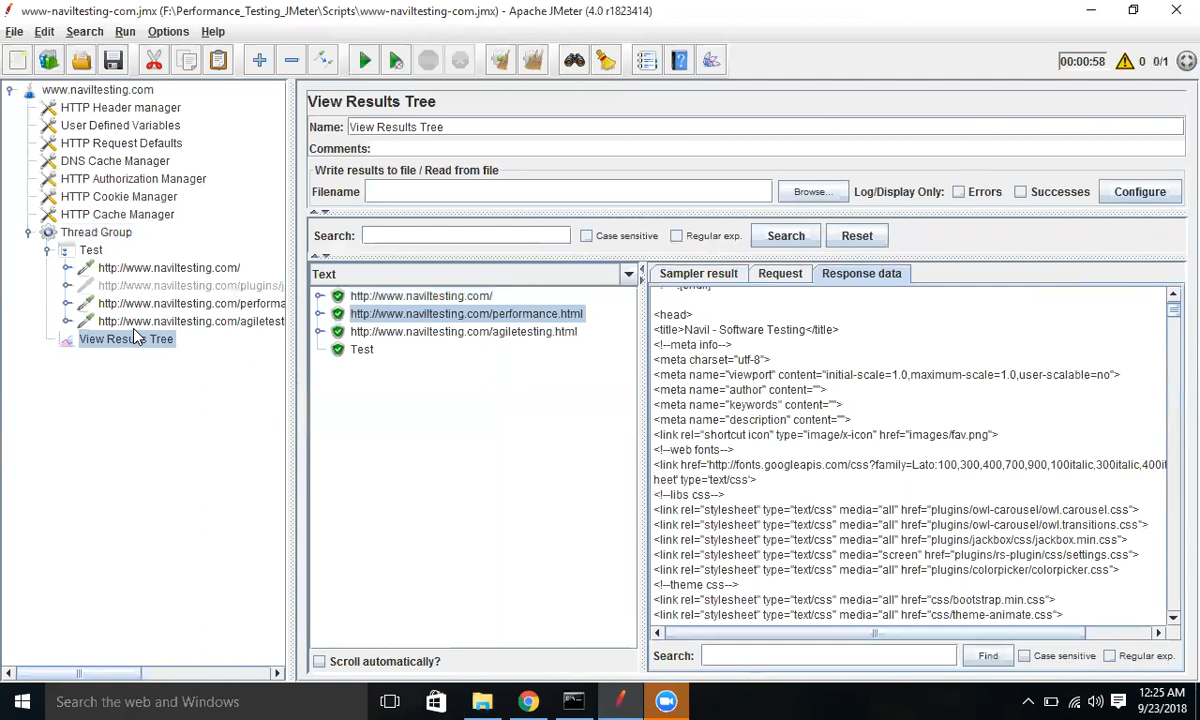 www-naviltesting-com.jmx (F:\Performance_Testing_JMeter\Scripts\www-naviltesting-com.jmx) - Apache JMeter (4.0 r1823414)
File Edit Search Run Options Help
00:00:58 0 0/1
www.naviltesting.com
HTTP Header manager
User Defined Variables
HTTP Request Defaults
DNS Cache Manager
HTTP Authorization Manager
HTTP Cookie Manager
HTTP Cache Manager
Thread Group
Test
http://www.naviltesting.com/
http://www.naviltesting.com/plugins/j
http://www.naviltesting.com/performa
http://www.naviltesting.com/agiletest
View Results Tree
View Results Tree
Name: View Results Tree
Comments:
Write results to file / Read from file
Filename Browse... Log/Display Only: Errors Successes Configure
Search: Case sensitive Regular exp. Search Reset
Text
http://www.naviltesting.com/
http://www.naviltesting.com/performance.html
http://www.naviltesting.com/agiletesting.html
Test
Scroll automatically?
Sampler result Request Response data
<head>
<title>Navil - Software Testing</title>
<!--meta info-->
<meta charset="utf-8">
<meta name="viewport" content="initial-scale=1.0,maximum-scale=1.0,user-scalable=no">
<meta name="author" content="">
<meta name="keywords" content="">
<meta name="description" content="">
<link rel="shortcut icon" type="image/x-icon" href="images/fav.png">
<!--web fonts-->
<link href='http://fonts.googleapis.com/css?family=Lato:100,300,400,700,900,100italic,300italic,400it
heet' type='text/css'>
<!--libs css-->
<link rel="stylesheet" type="text/css" media="all" href="plugins/owl-carousel/owl.carousel.css">
<link rel="stylesheet" type="text/css" media="all" href="plugins/owl-carousel/owl.transitions.css">
<link rel="stylesheet" type="text/css" media="all" href="plugins/jackbox/css/jackbox.min.css">
<link rel="stylesheet" type="text/css" media="screen" href="plugins/rs-plugin/css/settings.css">
<link rel="stylesheet" type="text/css" media="all" href="plugins/colorpicker/colorpicker.css">
<!--theme css-->
<link rel="stylesheet" type="text/css" media="all" href="css/bootstrap.min.css">
<link rel="stylesheet" type="text/css" media="all" href="css/theme-animate.css">
Search: Find Case sensitive Regular exp.
Search the web and Windows
12:25 AM
9/23/2018